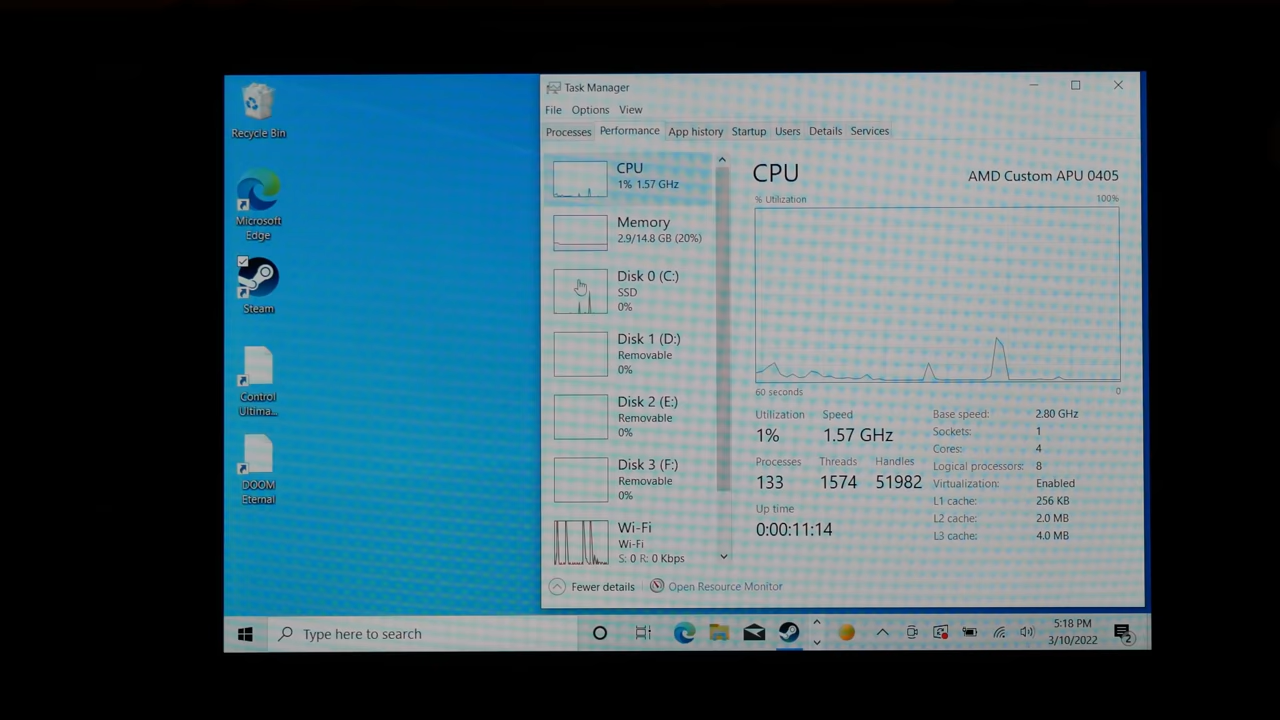 Recycle Bin
Microsoft
Edge
Steam
Control
Ultima...
DOOM
Eternal
Task Manager
File Options View
Processes Performance App history Startup Users Details Services
CPU
1% 1.57 GHz
Memory
2.9/14.8 GB (20%)
Disk 0 (C:)
SSD
0%
Disk 1 (D:)
Removable
0%
Disk 2 (E:)
Removable
0%
Disk 3 (F:)
Removable
0%
Wi-Fi
Wi-Fi
S: 0 R: 0 Kbps
CPU AMD Custom APU 0405
% Utilization 100%
60 seconds 0
Utilization Speed
1% 1.57 GHz
Processes Threads Handles
133 1574 51982
Up time
0:00:11:14
Base speed: 2.80 GHz
Sockets: 1
Cores: 4
Logical processors: 8
Virtualization: Enabled
L1 cache: 256 KB
L2 cache: 2.0 MB
L3 cache: 4.0 MB
Fewer details Open Resource Monitor
Type here to search
5:18 PM
3/10/2022
2